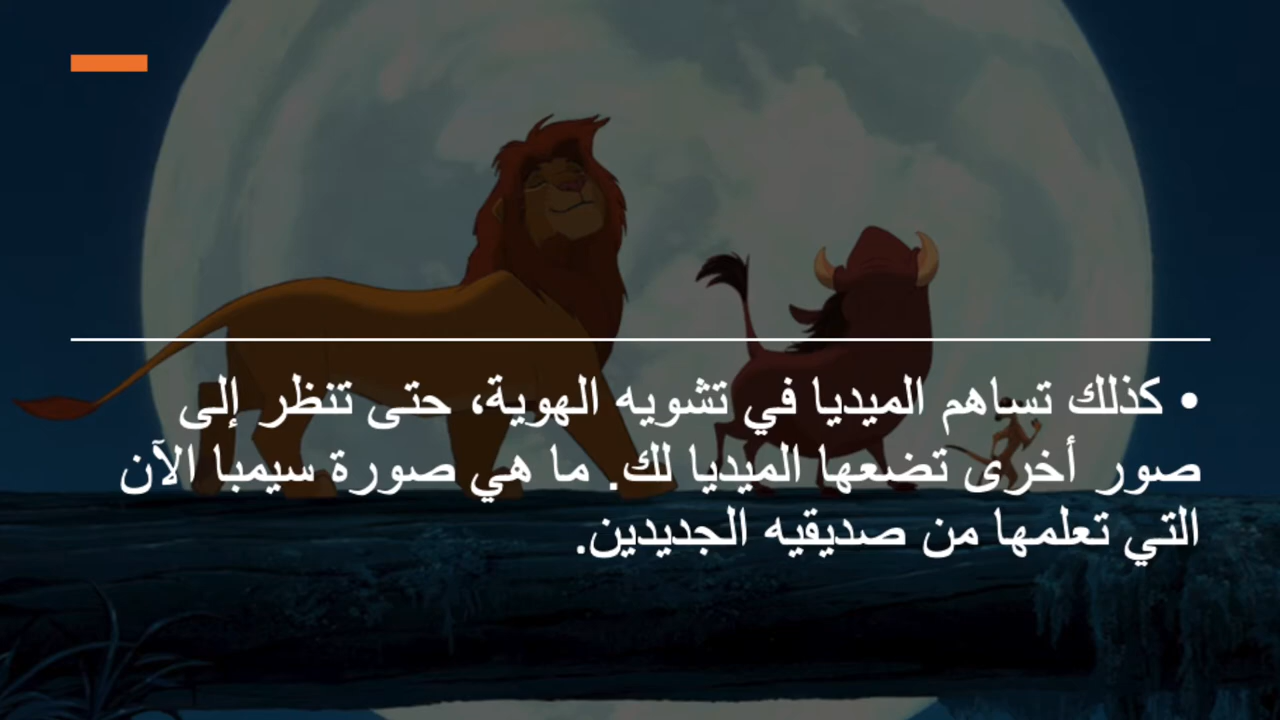 • كذلك تساهم الميديا في تشويه الهوية، حتى تنظر إلى
صور أخرى تضعها الميديا لك. ما هي صورة سيمبا الآن
التي تعلمها من صديقيه الجديدين.